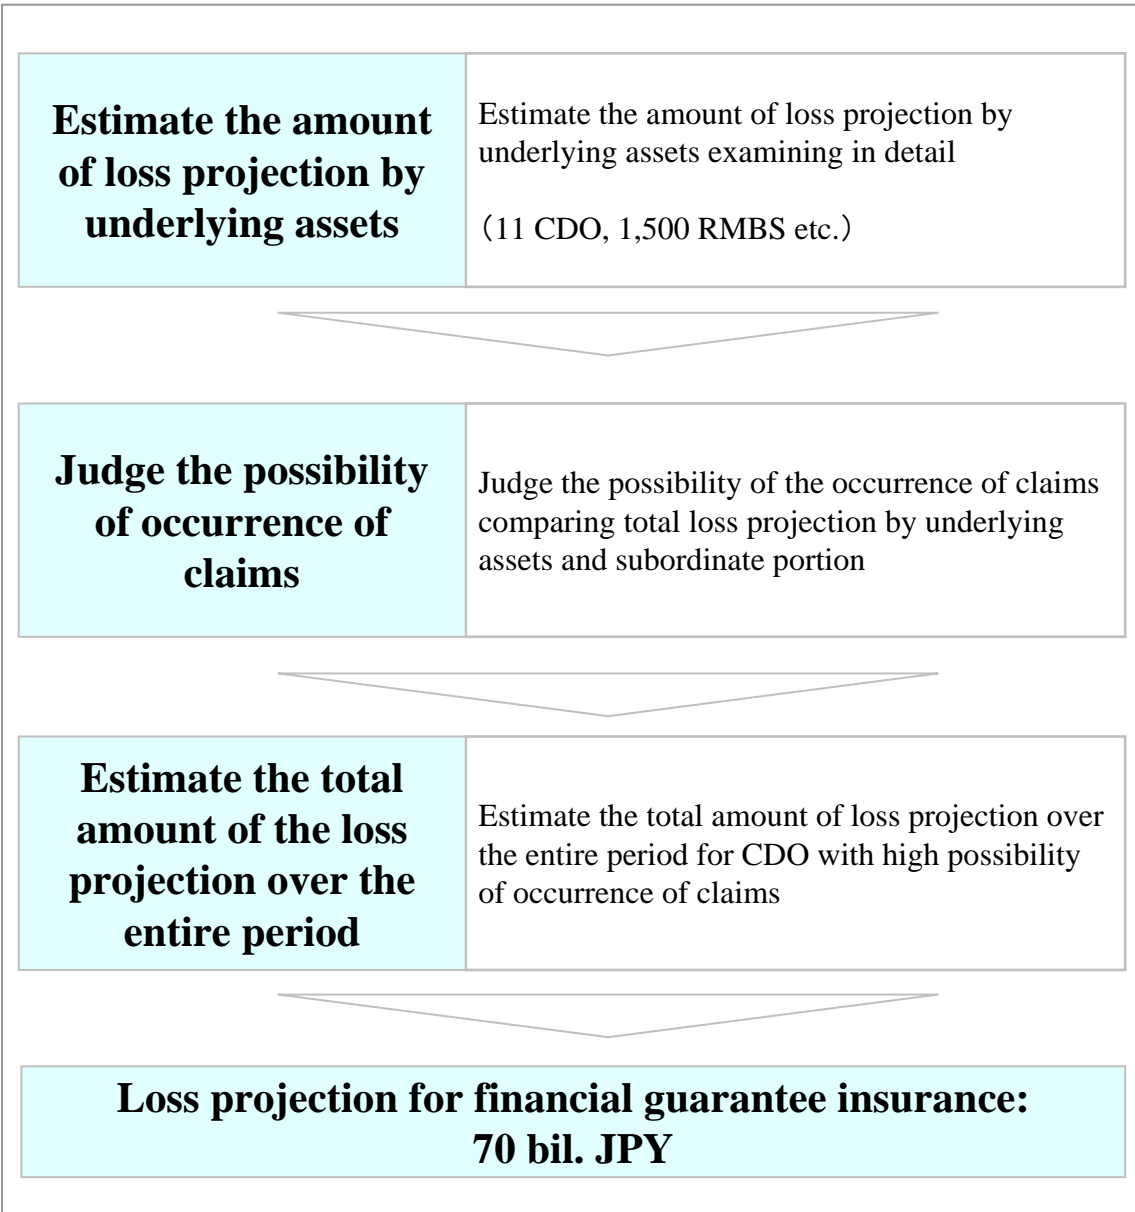 Estimate the amount
of loss projection by
underlying assets
Estimate the amount of loss projection by
underlying assets examining in detail
（11 CDO, 1,500 RMBS etc.）
Judge the possibility
of occurrence of
claims
Judge the possibility of the occurrence of claims
comparing total loss projection by underlying
assets and subordinate portion
Estimate the total
amount of the loss
projection over the
entire period
Estimate the total amount of loss projection over
the entire period for CDO with high possibility
of occurrence of claims
Loss projection for financial guarantee insurance:
70 bil. JPY